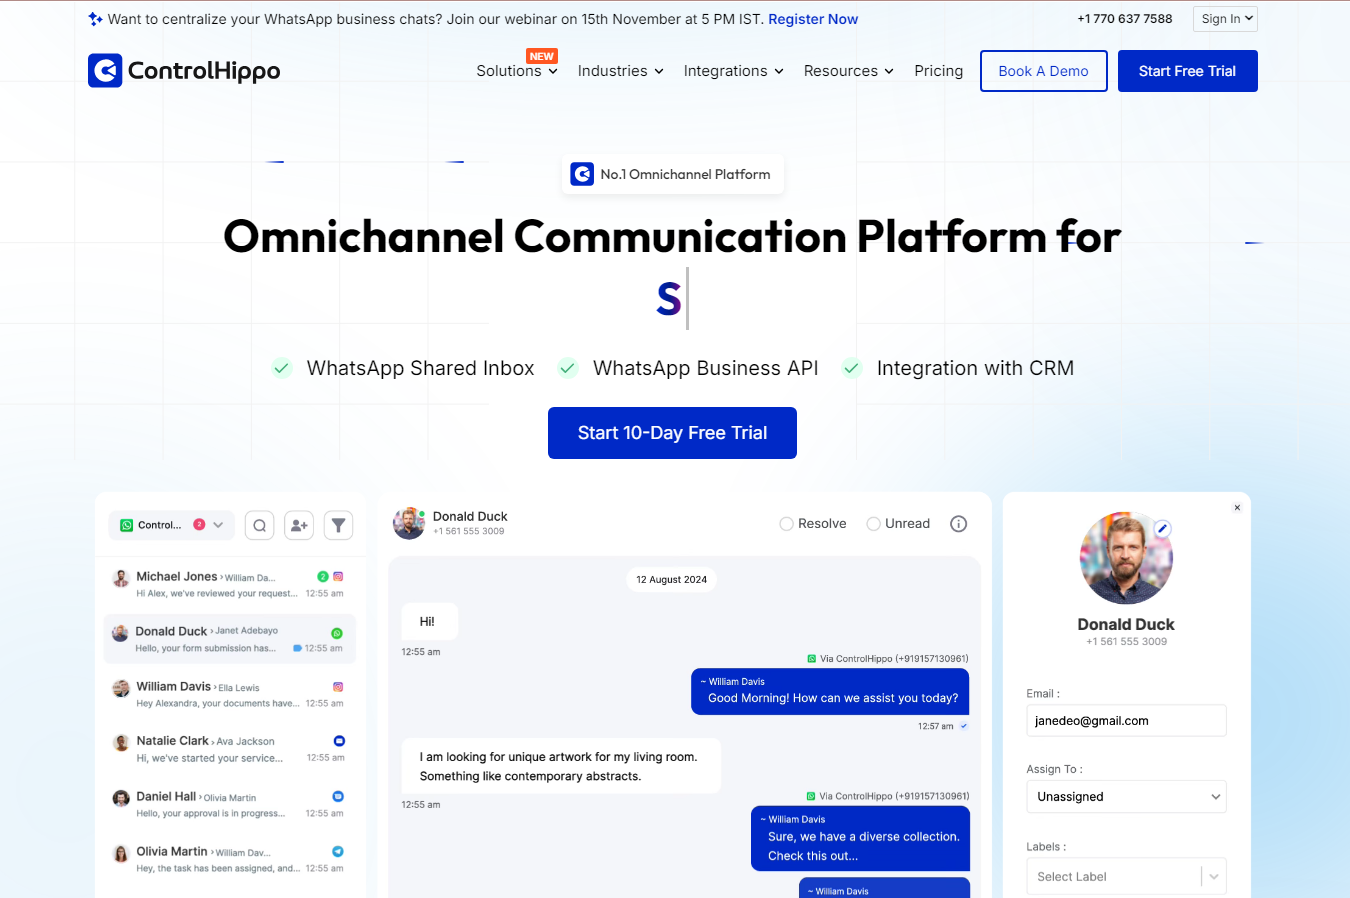 Want to centralize your WhatsApp business chats? Join our webinar on 15th November at 5 PM IST. Register Now
+1 770 637 7588
Sign In
ControlHippo
NEW
Solutions
Industries
Integrations
Resources
Pricing
Book A Demo
Start Free Trial
No.1 Omnichannel Platform
Omnichannel Communication Platform for
S
WhatsApp Shared Inbox
WhatsApp Business API
Integration with CRM
Start 10-Day Free Trial
Control...
2
Michael Jones › William Da...
2
Hi Alex, we've reviewed your request... 12:55 am
Donald Duck › Janet Adebayo
Hello, your form submission has... 12:55 am
William Davis › Ella Lewis
Hey Alexandra, your documents have... 12:55 am
Natalie Clark › Ava Jackson
Hi, we've started your service... 12:55 am
Daniel Hall › Olivia Martin
Hello, your approval is in progress... 12:55 am
Olivia Martin › William Dav...
Hey, the task has been assigned, and... 12:55 am
Donald Duck
+1 561 555 3009
Resolve
Unread
12 August 2024
Hi!
12:55 am
Via ControlHippo (+919157130961)
~ William Davis
Good Morning! How can we assist you today?
12:57 am
I am looking for unique artwork for my living room.
Something like contemporary abstracts.
12:55 am
Via ControlHippo (+919157130961)
~ William Davis
Sure, we have a diverse collection.
Check this out...
~ William Davis
Donald Duck
+1 561 555 3009
Email :
janedeo@gmail.com
Assign To :
Unassigned
Labels :
Select Label